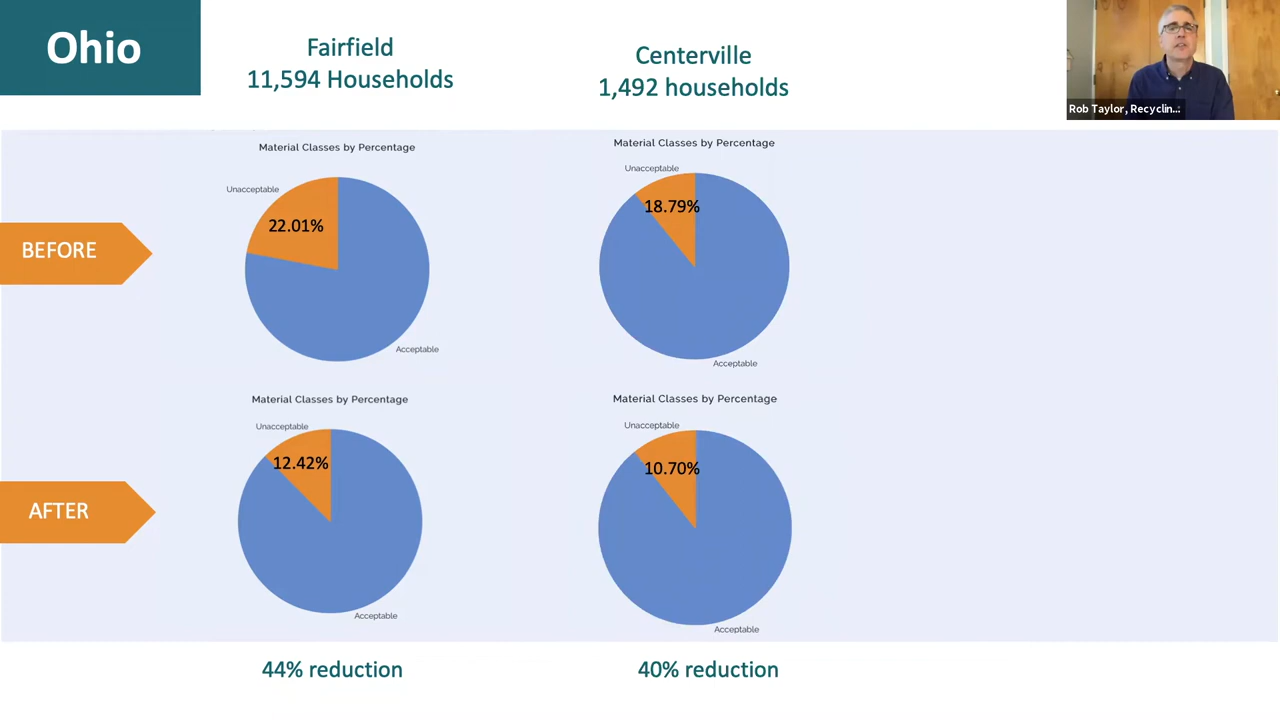 Ohio
Fairfield
11,594 Households
Centerville
1,492 households
Rob Taylor, Recyclin...
BEFORE
Material Classes by Percentage
Unacceptable
22.01%
Acceptable
Material Classes by Percentage
Unacceptable
18.79%
Acceptable
AFTER
Material Classes by Percentage
Unacceptable
12.42%
Acceptable
Material Classes by Percentage
Unacceptable
10.70%
Acceptable
44% reduction
40% reduction